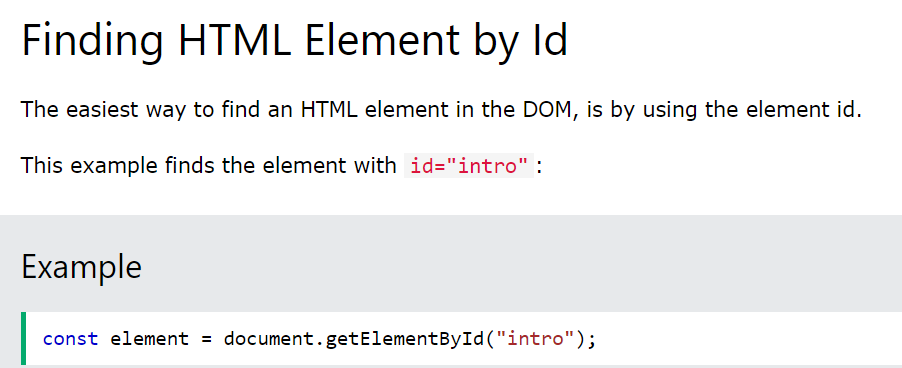 Finding HTML Element by Id
The easiest way to find an HTML element in the DOM, is by using the element id.
This example finds the element with id="intro":
Example
const element = document.getElementById("intro");